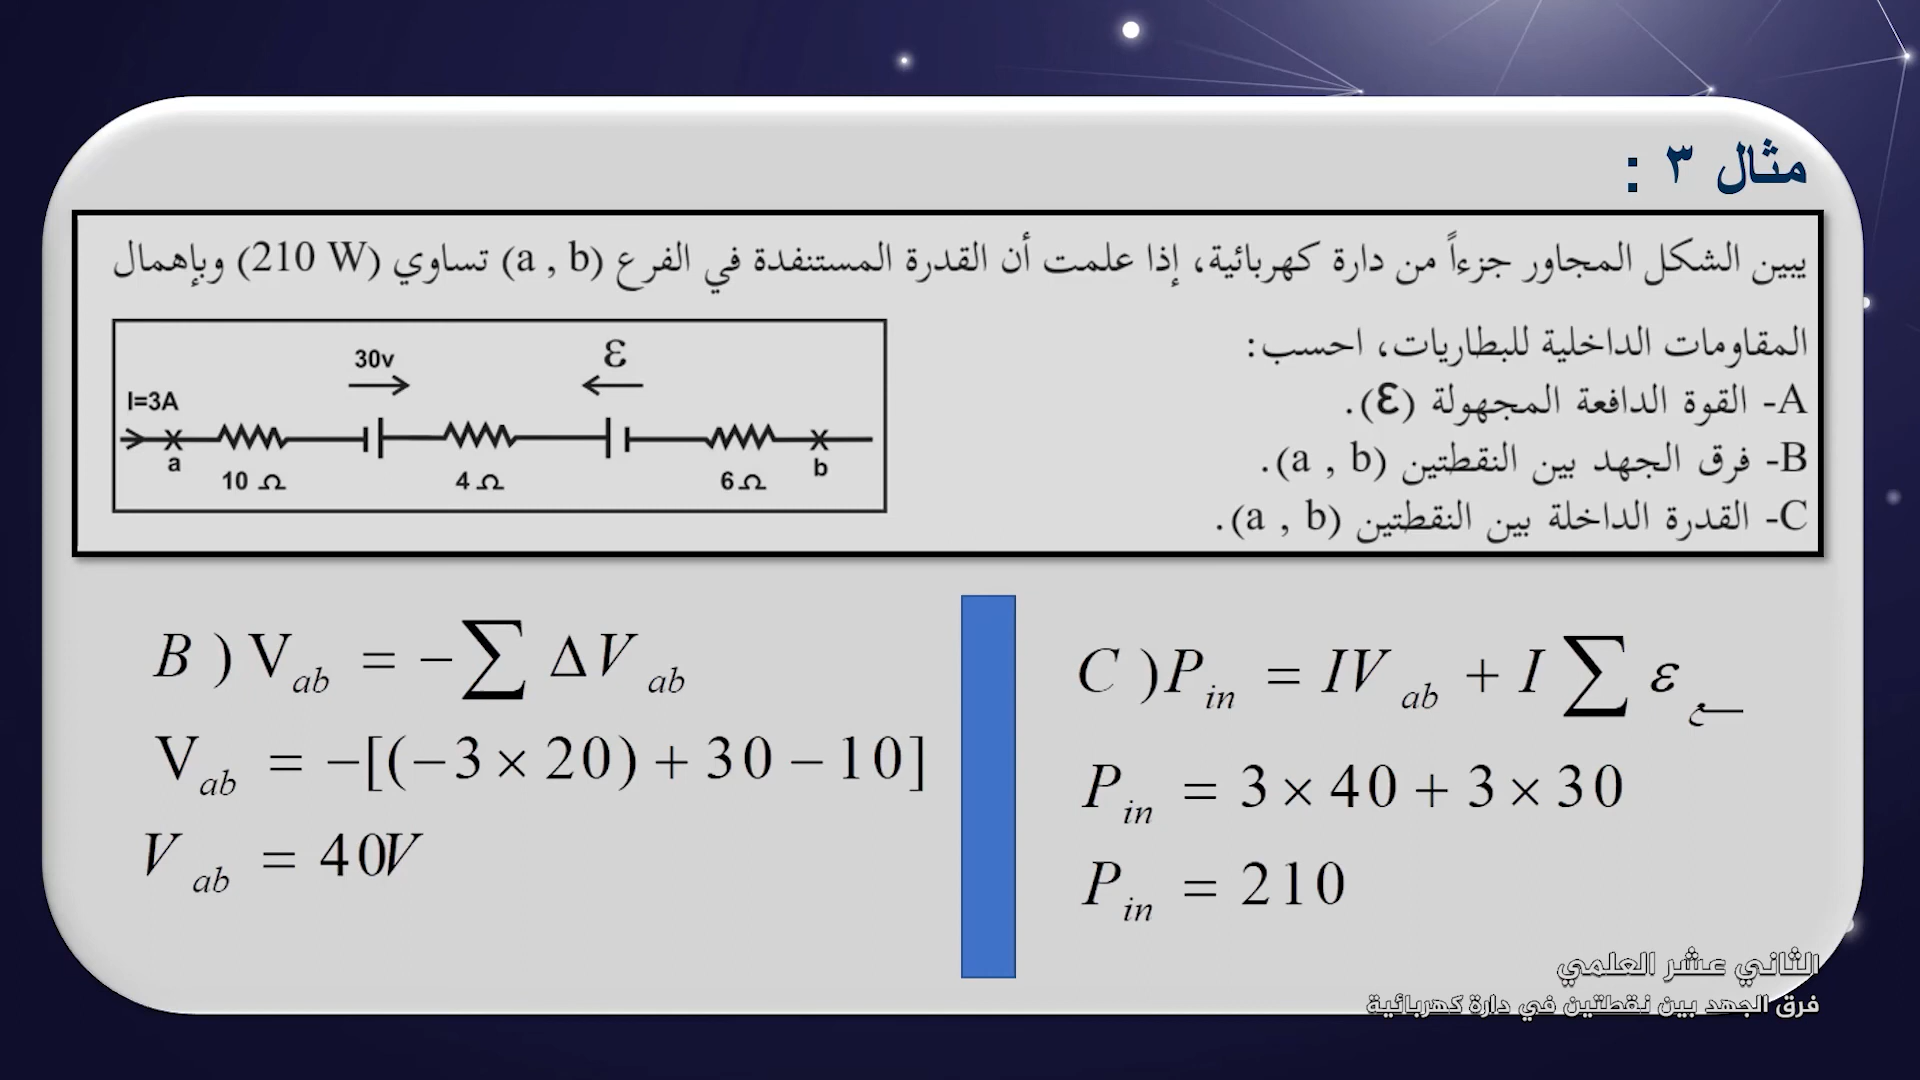 مثال ٣ :
يبين الشكل المجاور جزءاً من دارة كهربائية، إذا علمت أن القدرة المستنفدة في الفرع (a , b) تساوي (210 W) وبإهمال
المقاومات الداخلية للبطاريات، احسب:
A- القوة الدافعة المجهولة (ε).
B- فرق الجهد بين النقطتين (a , b).
C- القدرة الداخلة بين النقطتين (a , b).
30v ε
I=3A
a b
10 Ω 4Ω 6Ω
B ) V_ab = −∑ ΔV_ab
V_ab = −[(−3 × 20) + 30 − 10]
V_ab = 40V
C )P_in = IV_ab + I ∑ ε_مع
P_in = 3 × 40 + 3 × 30
P_in = 210
الثاني عشر العلمي
فرق الجهد بين نقطتين في دارة كهربائية